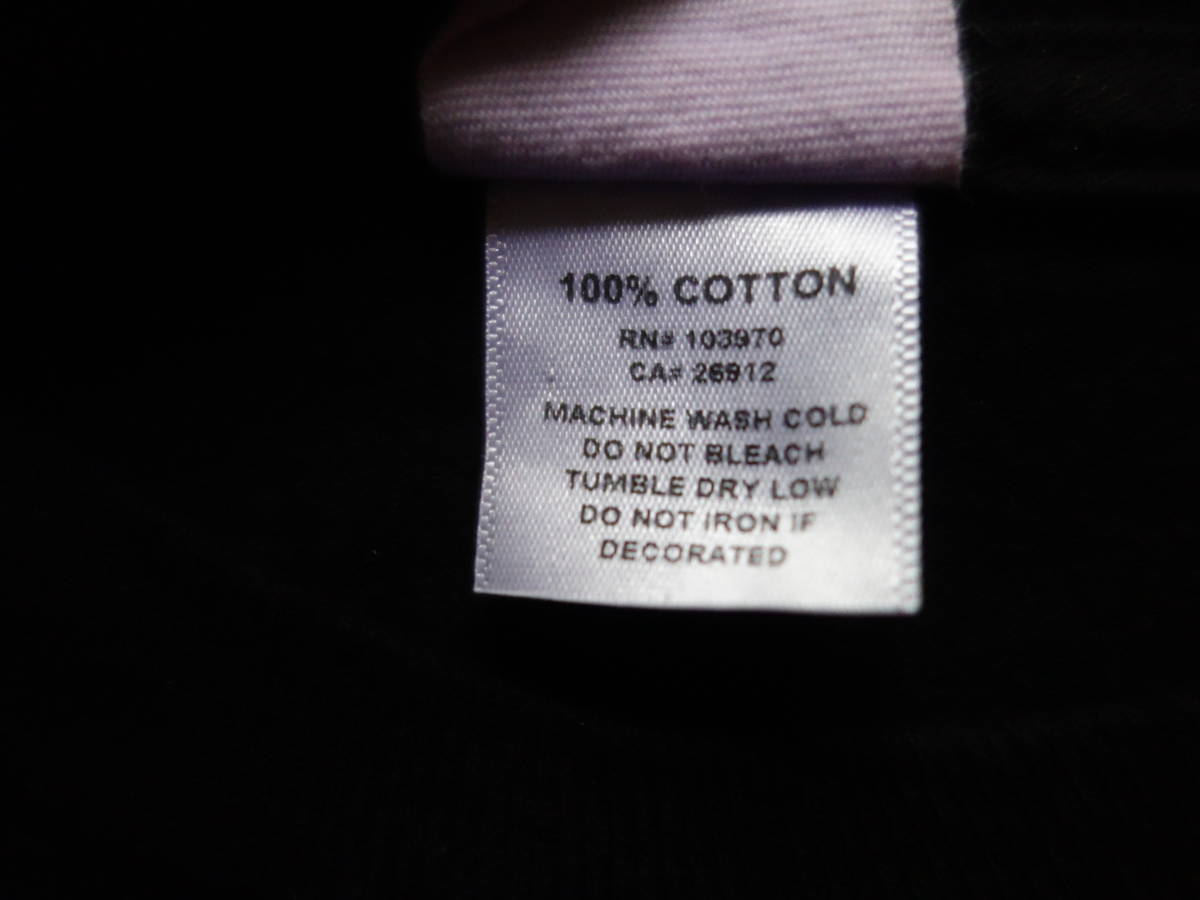 100% COTTON
RN# 103970
CA# 26912
MACHINE WASH COLD
DO NOT BLEACH
TUMBLE DRY LOW
DO NOT IRON IF
DECORATED